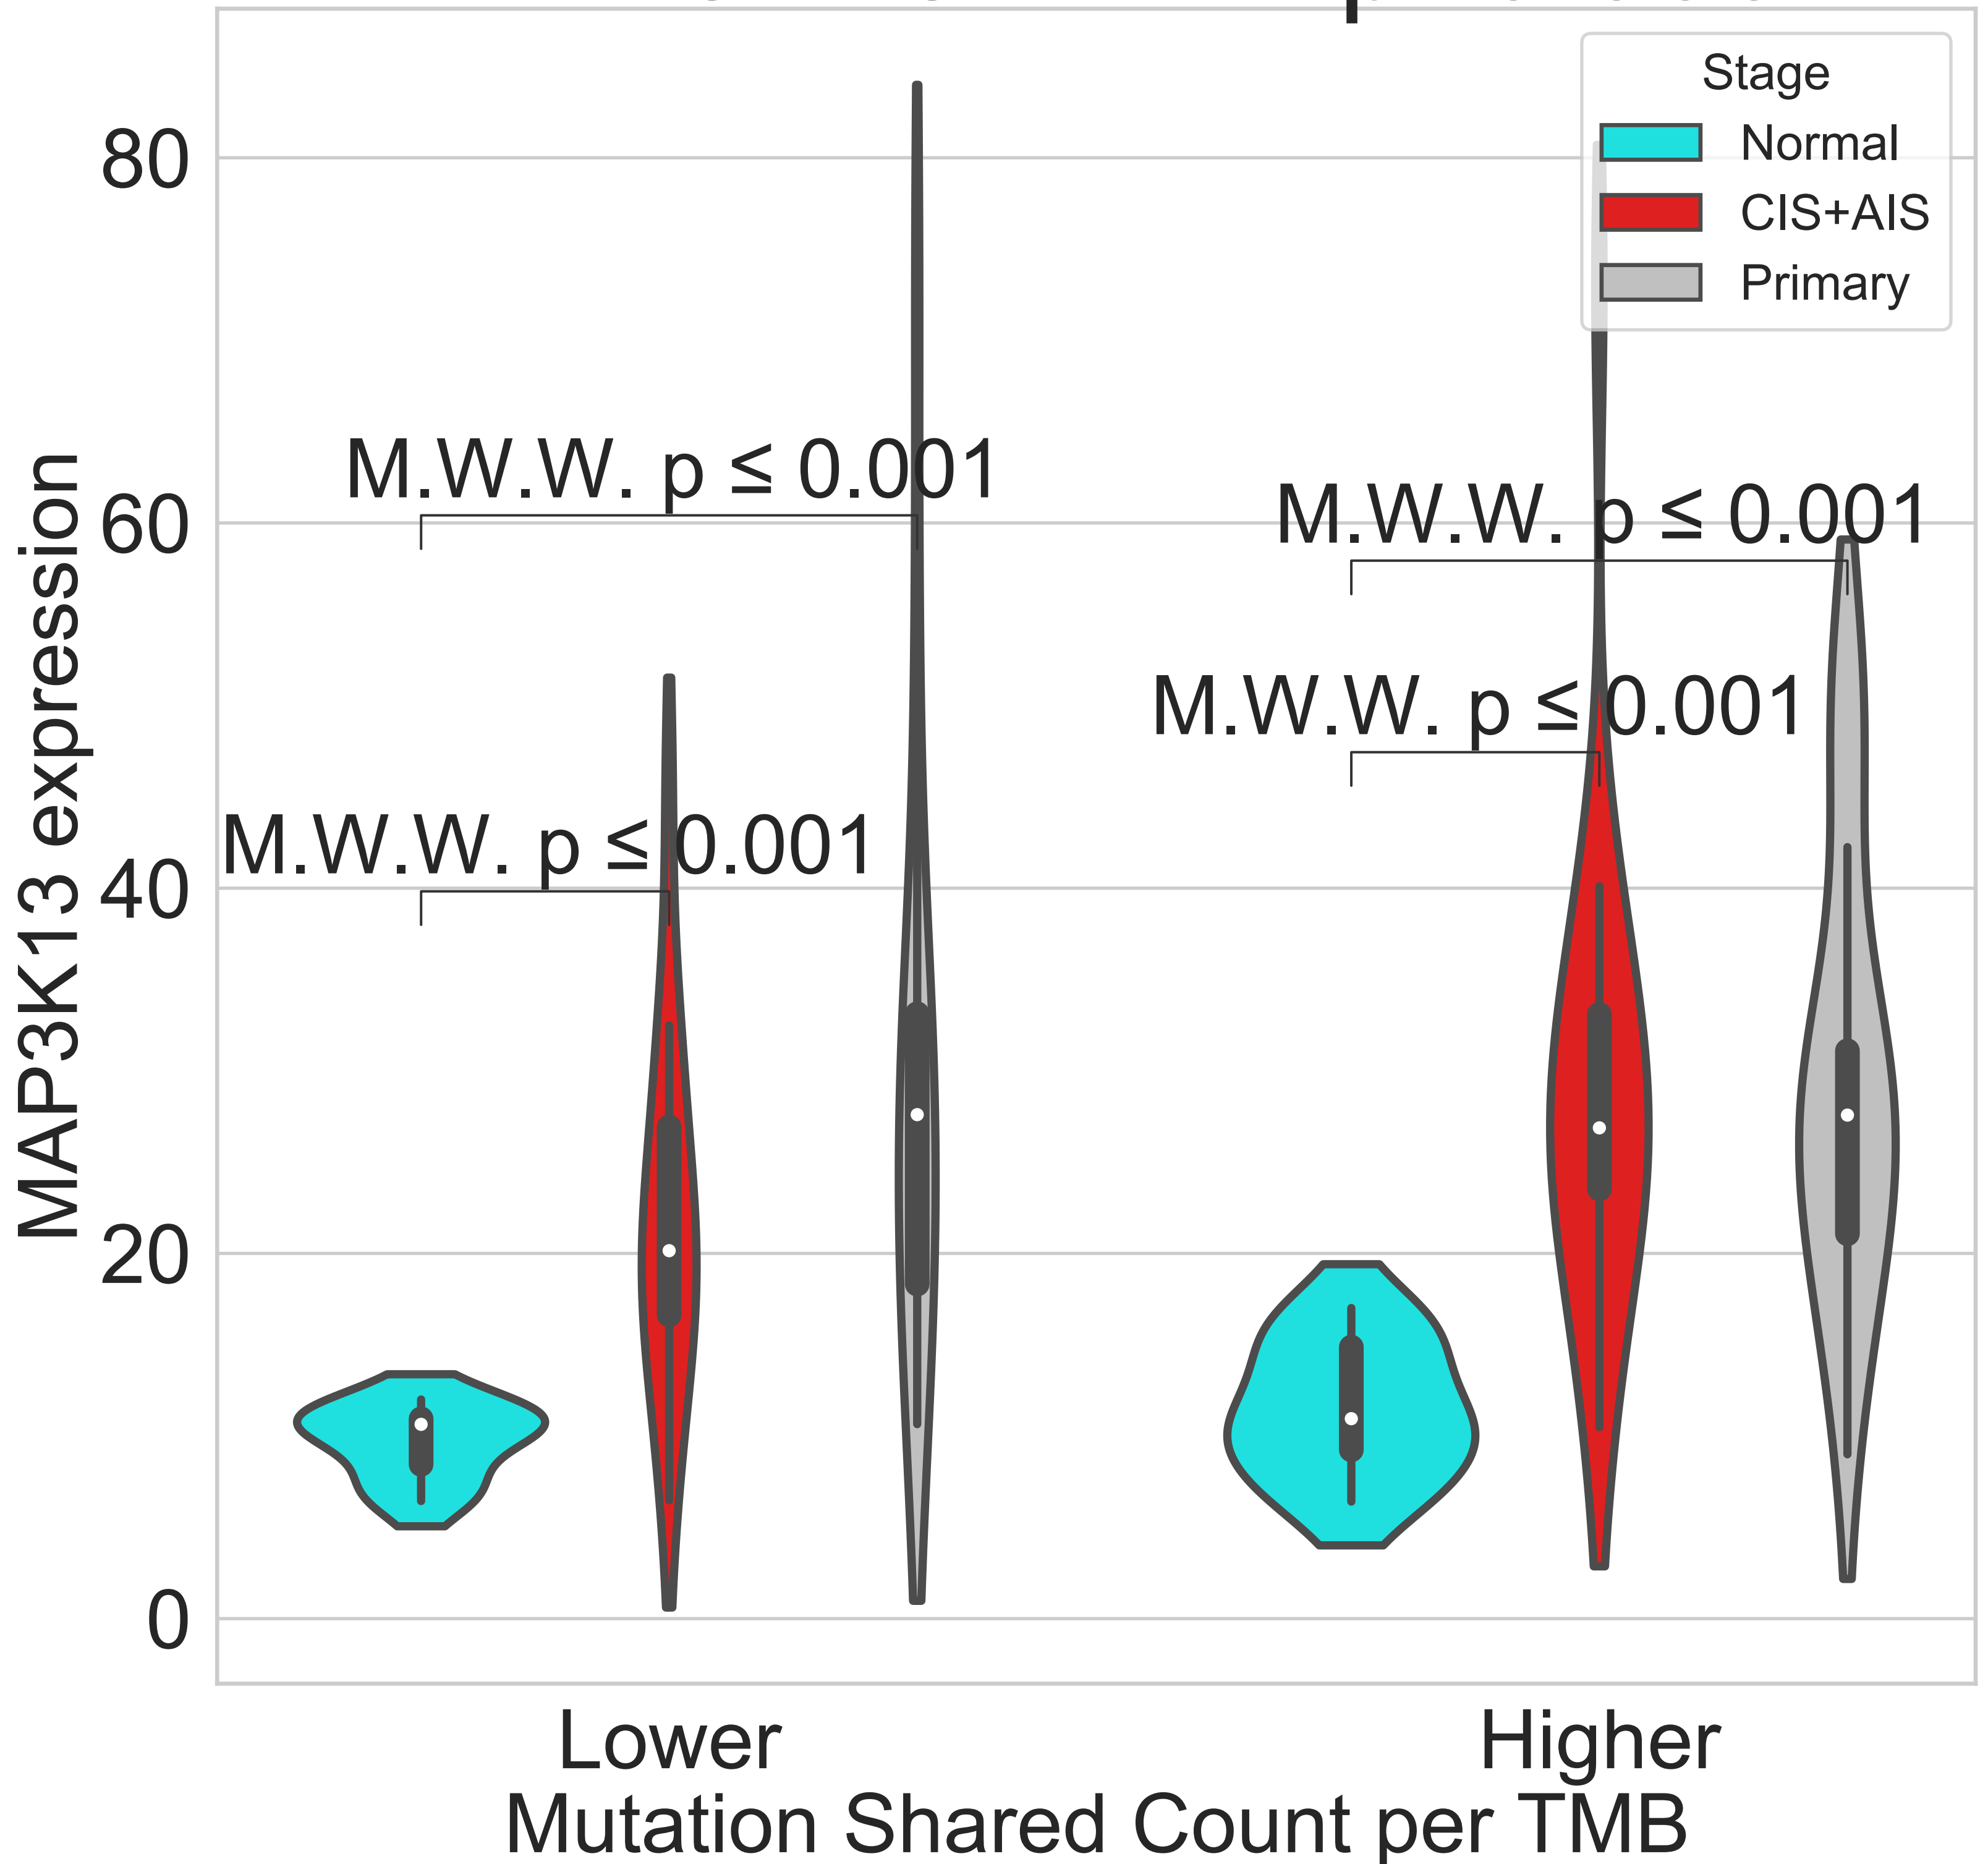 Stage
Normal
CIS+AIS
Primary
80
60
40
20
0
MAP3K13 expression
M.W.W. p ≤ 0.001
M.W.W. p ≤ 0.001
M.W.W. p ≤ 0.001
M.W.W. p ≤ 0.001
Lower
Higher
Mutation Shared Count per TMB